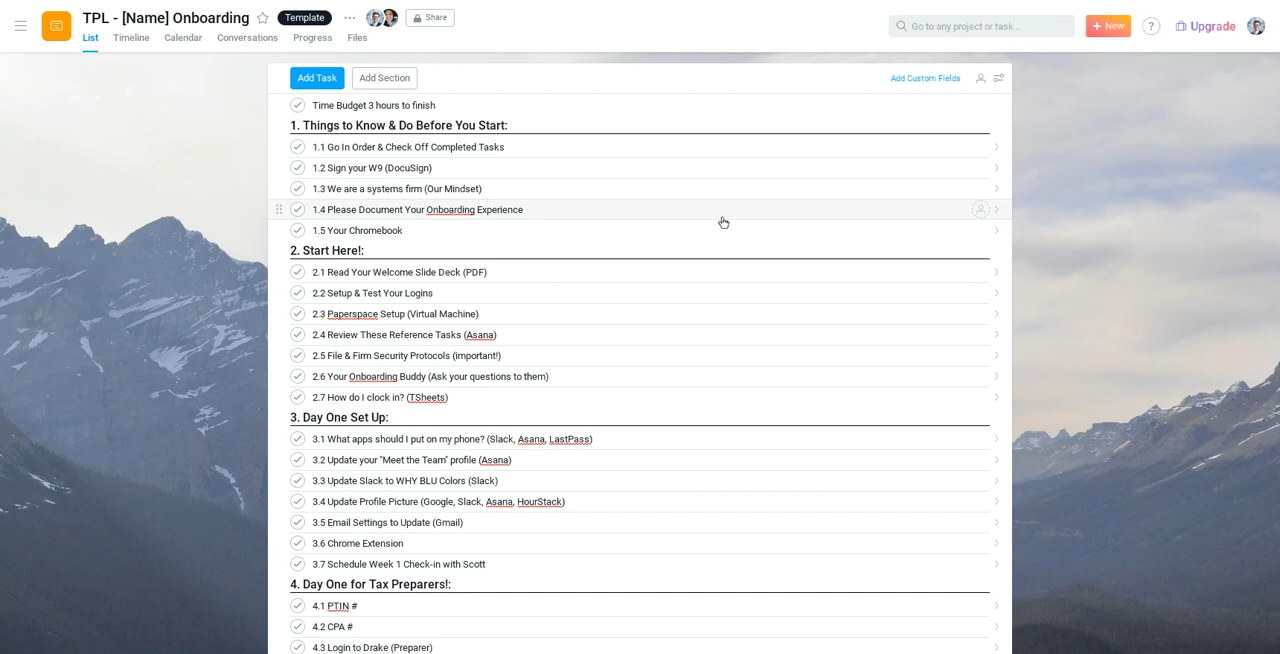 TPL - [Name] Onboarding
Template
Share
Go to any project or task...
+ New
?
Upgrade
List
Timeline
Calendar
Conversations
Progress
Files
Add Task
Add Section
Add Custom Fields
Time Budget 3 hours to finish
1. Things to Know & Do Before You Start:
1.1 Go In Order & Check Off Completed Tasks
1.2 Sign your W9 (DocuSign)
1.3 We are a systems firm (Our Mindset)
1.4 Please Document Your Onboarding Experience
1.5 Your Chromebook
2. Start Here!:
2.1 Read Your Welcome Slide Deck (PDF)
2.2 Setup & Test Your Logins
2.3 Paperspace Setup (Virtual Machine)
2.4 Review These Reference Tasks (Asana)
2.5 File & Firm Security Protocols (important!)
2.6 Your Onboarding Buddy (Ask your questions to them)
2.7 How do I clock in? (TSheets)
3. Day One Set Up:
3.1 What apps should I put on my phone? (Slack, Asana, LastPass)
3.2 Update your "Meet the Team" profile (Asana)
3.3 Update Slack to WHY BLU Colors (Slack)
3.4 Update Profile Picture (Google, Slack, Asana, HourStack)
3.5 Email Settings to Update (Gmail)
3.6 Chrome Extension
3.7 Schedule Week 1 Check-in with Scott
4. Day One for Tax Preparers!:
4.1 PTIN #
4.2 CPA #
4.3 Login to Drake (Preparer)